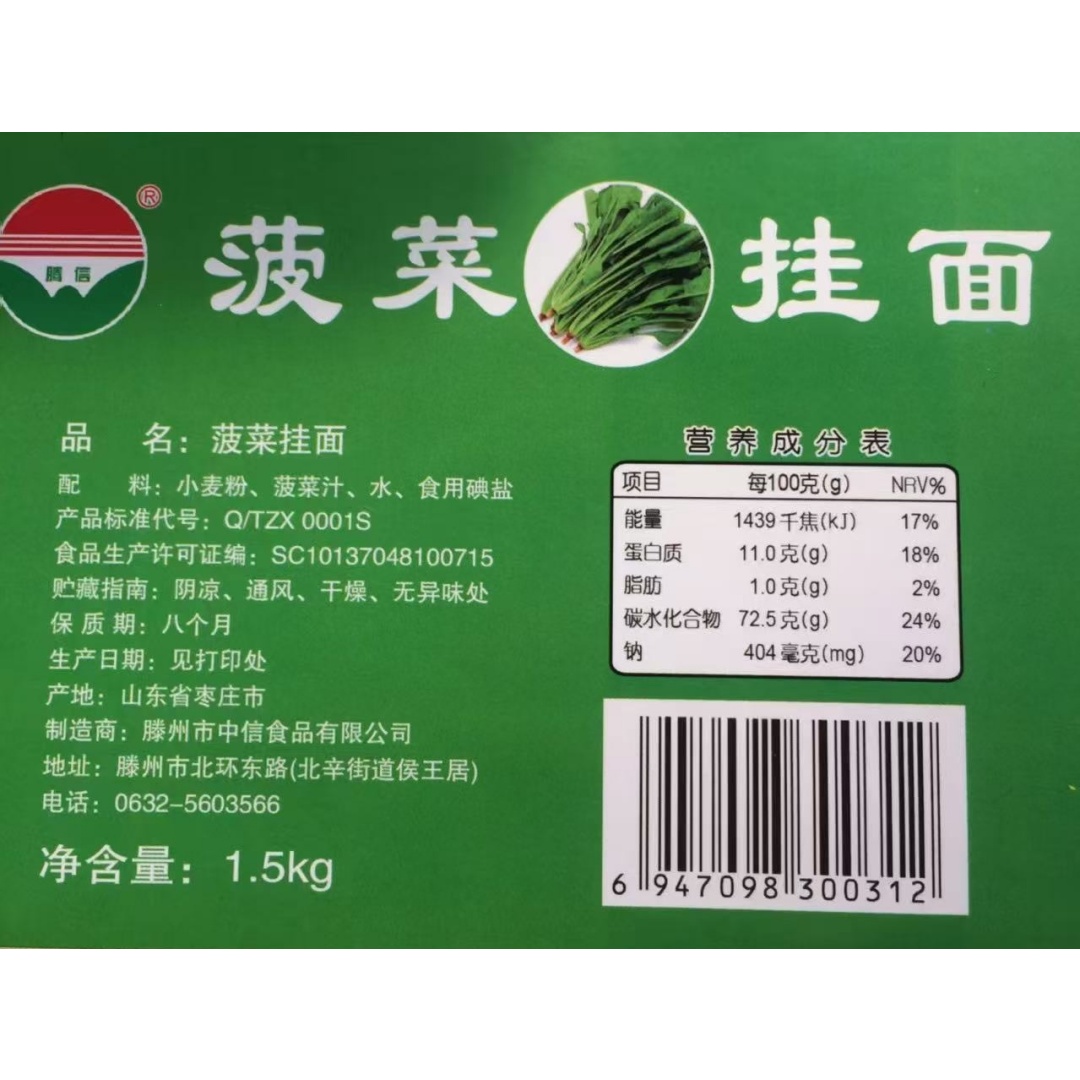 腾信
®
菠菜挂面
品 名：菠菜挂面
配 料：小麦粉、菠菜汁、水、食用碘盐
产品标准代号：Q/TZX 0001S
食品生产许可证编：SC10137048100715
贮藏指南：阴凉、通风、干燥、无异味处
保 质 期：八个月
生产日期：见打印处
产地：山东省枣庄市
制造商：滕州市中信食品有限公司
地址：滕州市北环东路(北辛街道侯王居)
电话：0632-5603566
净含量：1.5kg
营养成分表
项目 每100克(g) NRV%
能量 1439千焦(kJ) 17%
蛋白质 11.0克(g) 18%
脂肪 1.0克(g) 2%
碳水化合物 72.5克(g) 24%
钠 404毫克(mg) 20%
6 947098 300312